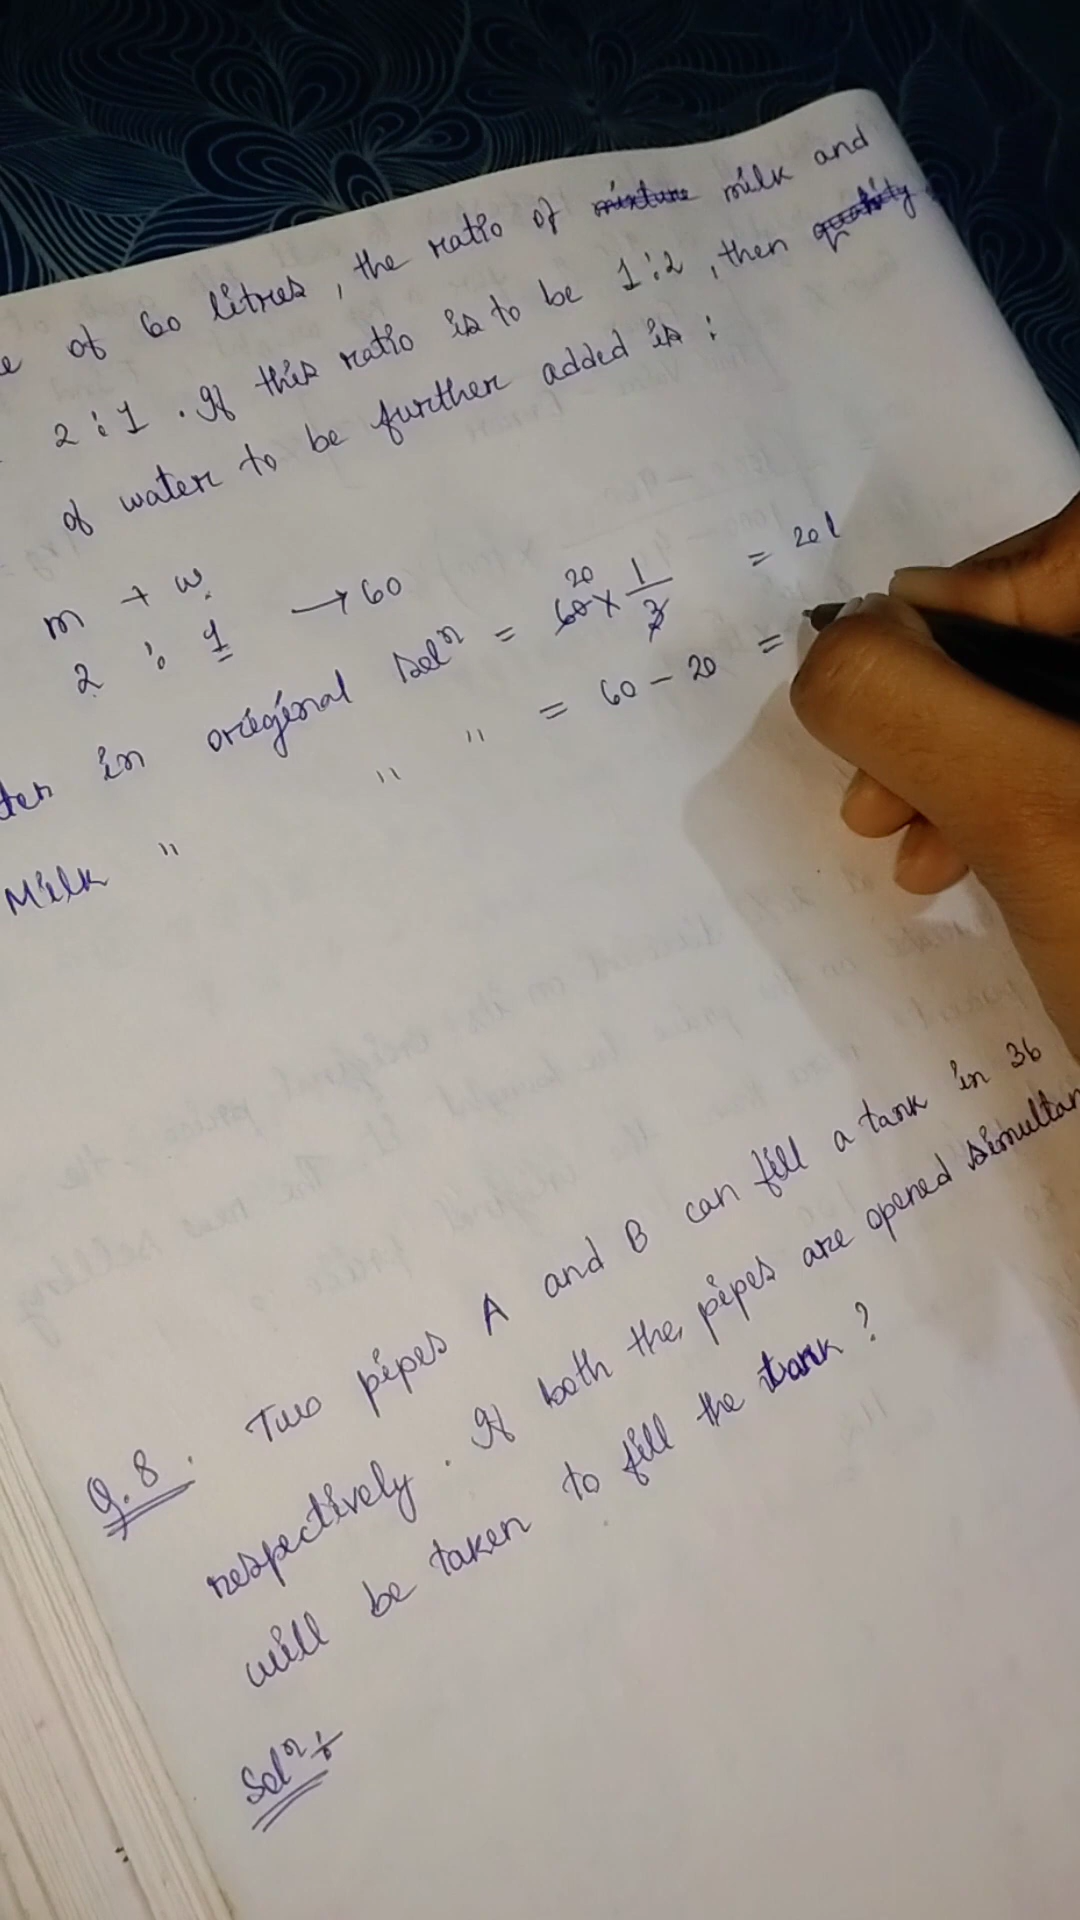 of 60 litres, the ratio of mixture milk and
2:1. If this ratio is to be 1:2, then quantity
of water to be further added is:
m + w → 60
2 : 1
in original solⁿ = 60 × 1/3 = 20 l
20
Milk " " " = 60 - 20 =
Q.8. Two pipes A and B can fill a tank in 36
respectively. If both the pipes are opened
will be taken to fill the tank?
Solⁿ: